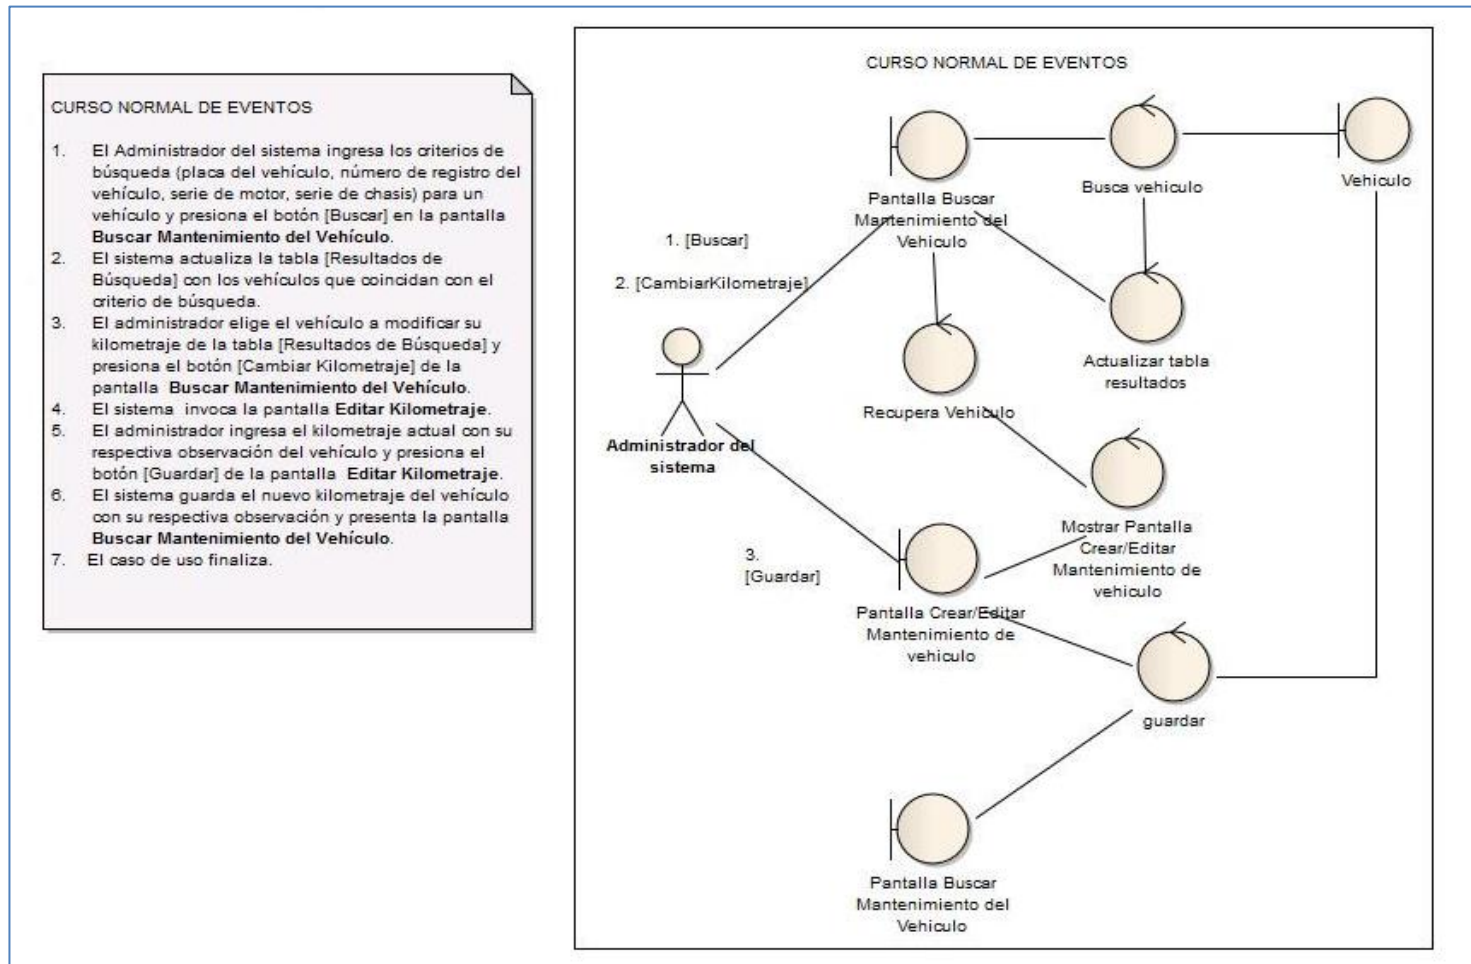 CURSO NORMAL DE EVENTOS
1. El Administrador del sistema ingresa los criterios de
búsqueda (placa del vehículo, número de registro del
vehículo, serie de motor, serie de chasis) para un
vehículo y presiona el botón [Buscar] en la pantalla
Buscar Mantenimiento del Vehículo.
2. El sistema actualiza la tabla [Resultados de
Búsqueda] con los vehículos que coincidan con el
criterio de búsqueda.
3. El administrador elige el vehículo a modificar su
kilometraje de la tabla [Resultados de Búsqueda] y
presiona el botón [Cambiar Kilometraje] de la
pantalla Buscar Mantenimiento del Vehículo.
4. El sistema invoca la pantalla Editar Kilometraje.
5. El administrador ingresa el kilometraje actual con su
respectiva observación del vehículo y presiona el
botón [Guardar] de la pantalla Editar Kilometraje.
6. El sistema guarda el nuevo kilometraje del vehículo
con su respectiva observación y presenta la pantalla
Buscar Mantenimiento del Vehículo.
7. El caso de uso finaliza.
CURSO NORMAL DE EVENTOS
Pantalla Buscar
Mantenimiento del
Vehiculo
Busca vehiculo
Vehiculo
1. [Buscar]
2. [CambiarKilometraje]
Actualizar tabla
resultados
Recupera Vehiculo
Administrador del
sistema
Mostrar Pantalla
Crear/Editar
Mantenimiento de
vehiculo
3.
[Guardar]
Pantalla Crear/Editar
Mantenimiento de
vehiculo
guardar
Pantalla Buscar
Mantenimiento del
Vehiculo